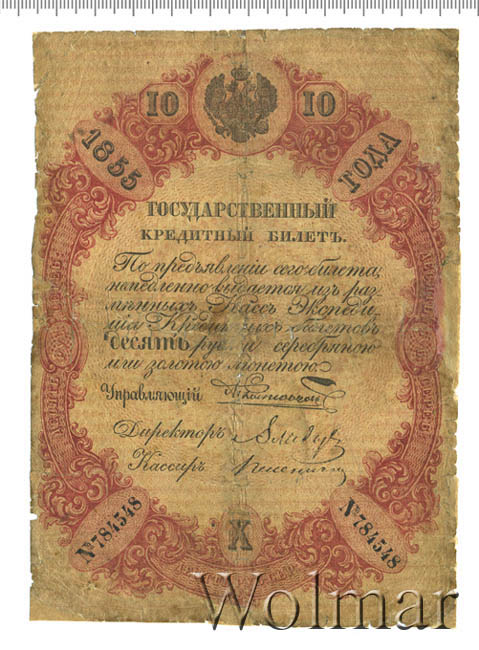 10 10
1855 ГОДА
ГОСУДАРСТВЕННЫЙ
КРЕДИТНЫЙ БИЛЕТЪ.
По предъявленіи сего билета,
немедленно выдается изъ раз-
мѣнныхъ Кассъ Экспеди-
ціи Кредитныхъ билетовъ
ДЕСЯТЬ руб. серебряною
или золотою монетою.
Управляющій
Директоръ
Кассиръ
№784548 №784548
Wolmar